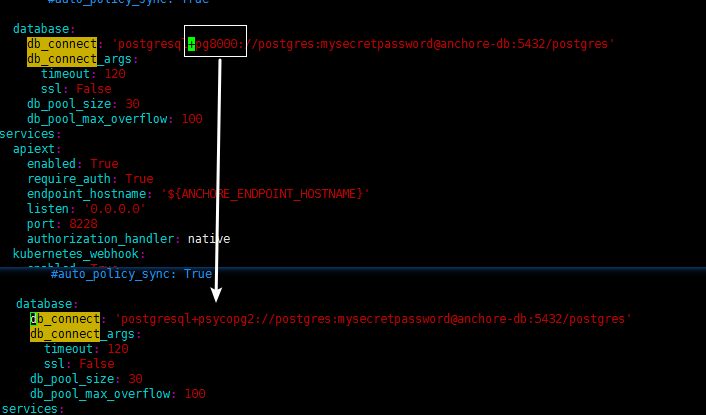 #auto_policy_sync: True
database:
db_connect: 'postgresql+pg8000://postgres:mysecretpassword@anchore-db:5432/postgres'
db_connect_args:
timeout: 120
ssl: False
db_pool_size: 30
db_pool_max_overflow: 100
services:
apiext:
enabled: True
require_auth: True
endpoint_hostname: '${ANCHORE_ENDPOINT_HOSTNAME}'
listen: '0.0.0.0'
port: 8228
authorization_handler: native
kubernetes_webhook:
enabled: True
#auto_policy_sync: True
database:
db_connect: 'postgresql+psycopg2://postgres:mysecretpassword@anchore-db:5432/postgres'
db_connect_args:
timeout: 120
ssl: False
db_pool_size: 30
db_pool_max_overflow: 100
services: